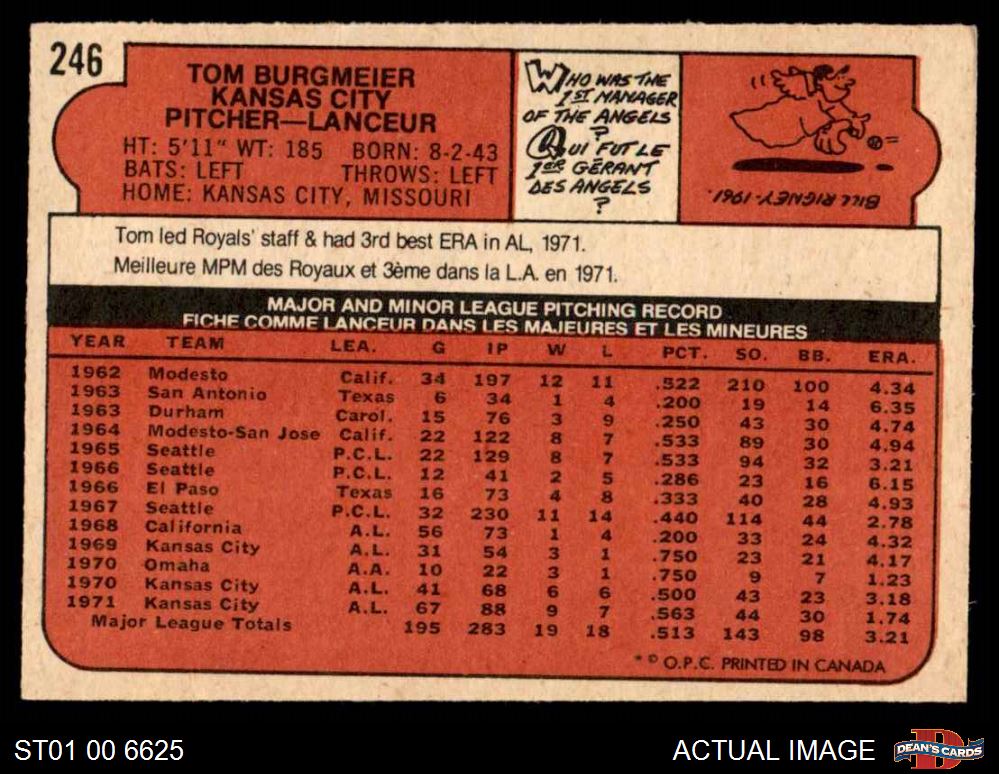 246
TOM BURGMEIER
KANSAS CITY
PITCHER—LANCEUR
HT: 5'11" WT: 185 BORN: 8-2-43
BATS: LEFT THROWS: LEFT
HOME: KANSAS CITY, MISSOURI
WHO WAS THE
1ST MANAGER
OF THE ANGELS
?
QUI FUT LE
1ER GÉRANT
DES ANGELS
?
BILL RIGNEY-1961.
Tom led Royals' staff & had 3rd best ERA in AL, 1971.
Meilleure MPM des Royaux et 3ème dans la L.A. en 1971.
MAJOR AND MINOR LEAGUE PITCHING RECORD
FICHE COMME LANCEUR DANS LES MAJEURES ET LES MINEURES
YEAR TEAM LEA. G IP W L PCT. SO. BB. ERA.
1962 Modesto Calif. 34 197 12 11 .522 210 100 4.34
1963 San Antonio Texas 6 34 1 4 .200 19 14 6.35
1963 Durham Carol. 15 76 3 9 .250 43 30 4.74
1964 Modesto-San Jose Calif. 22 122 8 7 .533 89 30 4.94
1965 Seattle P.C.L. 22 129 8 7 .533 94 32 3.21
1966 Seattle P.C.L. 12 41 2 5 .286 23 16 6.15
1966 El Paso Texas 16 73 4 8 .333 40 28 4.93
1967 Seattle P.C.L. 32 230 11 14 .440 114 44 2.78
1968 California A.L. 56 73 1 4 .200 33 24 4.32
1969 Kansas City A.L. 31 54 3 1 .750 23 21 4.17
1970 Omaha A.A. 10 22 3 1 .750 9 7 1.23
1970 Kansas City A.L. 41 68 6 6 .500 43 23 3.18
1971 Kansas City A.L. 67 88 9 7 .563 44 30 1.74
Major League Totals 195 283 19 18 .513 143 98 3.21
* © O.P.C. PRINTED IN CANADA
ST01 00 6625
ACTUAL IMAGE
DEAN'S CARDS